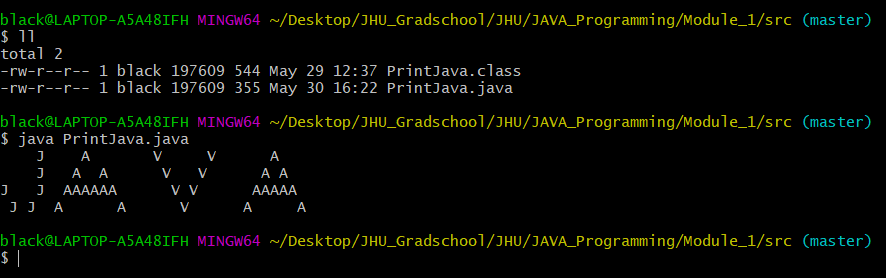 black@LAPTOP-A5A48IFH MINGW64 ~/Desktop/JHU_Gradschool/JHU/JAVA_Programming/Module_1/src (master)
$ ll
total 2
-rw-r--r-- 1 black 197609 544 May 29 12:37 PrintJava.class
-rw-r--r-- 1 black 197609 355 May 30 16:22 PrintJava.java
black@LAPTOP-A5A48IFH MINGW64 ~/Desktop/JHU_Gradschool/JHU/JAVA_Programming/Module_1/src (master)
$ java PrintJava.java
    J    A       V     V      A
    J   A  A      V   V      A A
J   J  AAAAAA      V V      AAAAA
 J J  A      A      V      A     A
black@LAPTOP-A5A48IFH MINGW64 ~/Desktop/JHU_Gradschool/JHU/JAVA_Programming/Module_1/src (master)
$